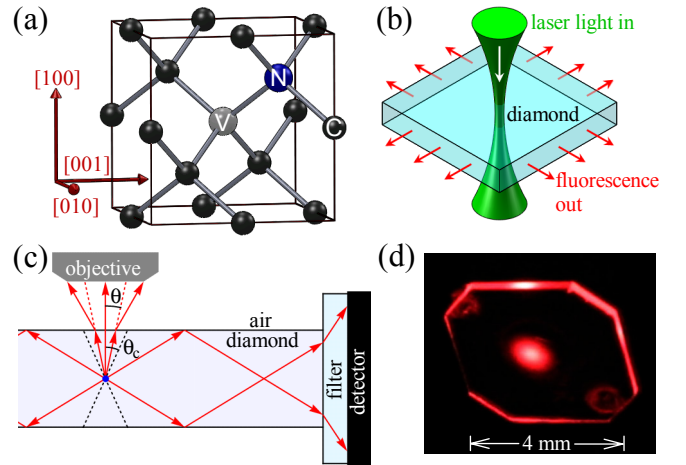 (a)
N
V
C
[100]
[001]
[010]
(b)
laser light in
diamond
fluorescence
out
(c)
objective
θ
air
diamond
θc
filter
detector
(d)
4 mm